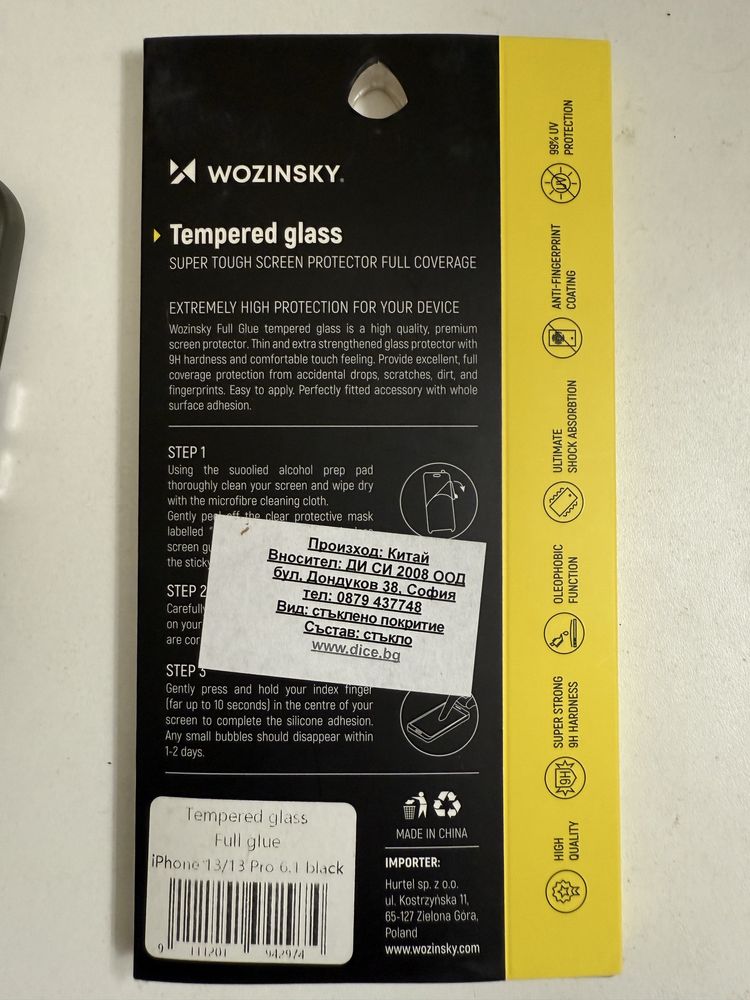 WOZINSKY.
Tempered glass
SUPER TOUGH SCREEN PROTECTOR FULL COVERAGE
EXTREMELY HIGH PROTECTION FOR YOUR DEVICE
Wozinsky Full Glue tempered glass is a high quality, premium
screen protector. Thin and extra strengthened glass protector with
9H hardness and comfortable touch feeling. Provide excellent, full
coverage protection from accidental drops, scratches, dirt, and
fingerprints. Easy to apply. Perfectly fitted accessory with whole
surface adhesion.
STEP 1
Using the suoolied alcohol prep pad
thoroughly clean your screen and wipe dry
with the microfibre cleaning cloth.
Gently peel off the clear protective mask
labelled
screen
the sticky
Произход: Китай
Вносител: ДИ СИ 2008 ООД
бул. Дондуков 38, София
тел: 0879 437748
Вид: стъклено покритие
Състав: стъкло
www.dice.bg
STEP 2
Carefully
on your
are
STEP 3
Gently press and hold your index finger
(far up to 10 seconds) in the centre of your
screen to complete the silicone adhesion.
Any small bubbles should disappear within
1-2 days.
Tempered glass
Full glue
iPhone 13/13 Pro 6.1 black
9 111201 942974
MADE IN CHINA
IMPORTER:
Hurtel sp. z o.o.
ul. Kostrzyńska 11,
65-127 Zielona Góra,
Poland
www.wozinsky.com
99% UV
PROTECTION
ANTI-FINGERPRINT
COATING
ULTIMATE
SHOCK ABSORBTION
OLEOPHOBIC
FUNCTION
SUPER STRONG
9H HARDNESS
9H
HIGH
QUALITY